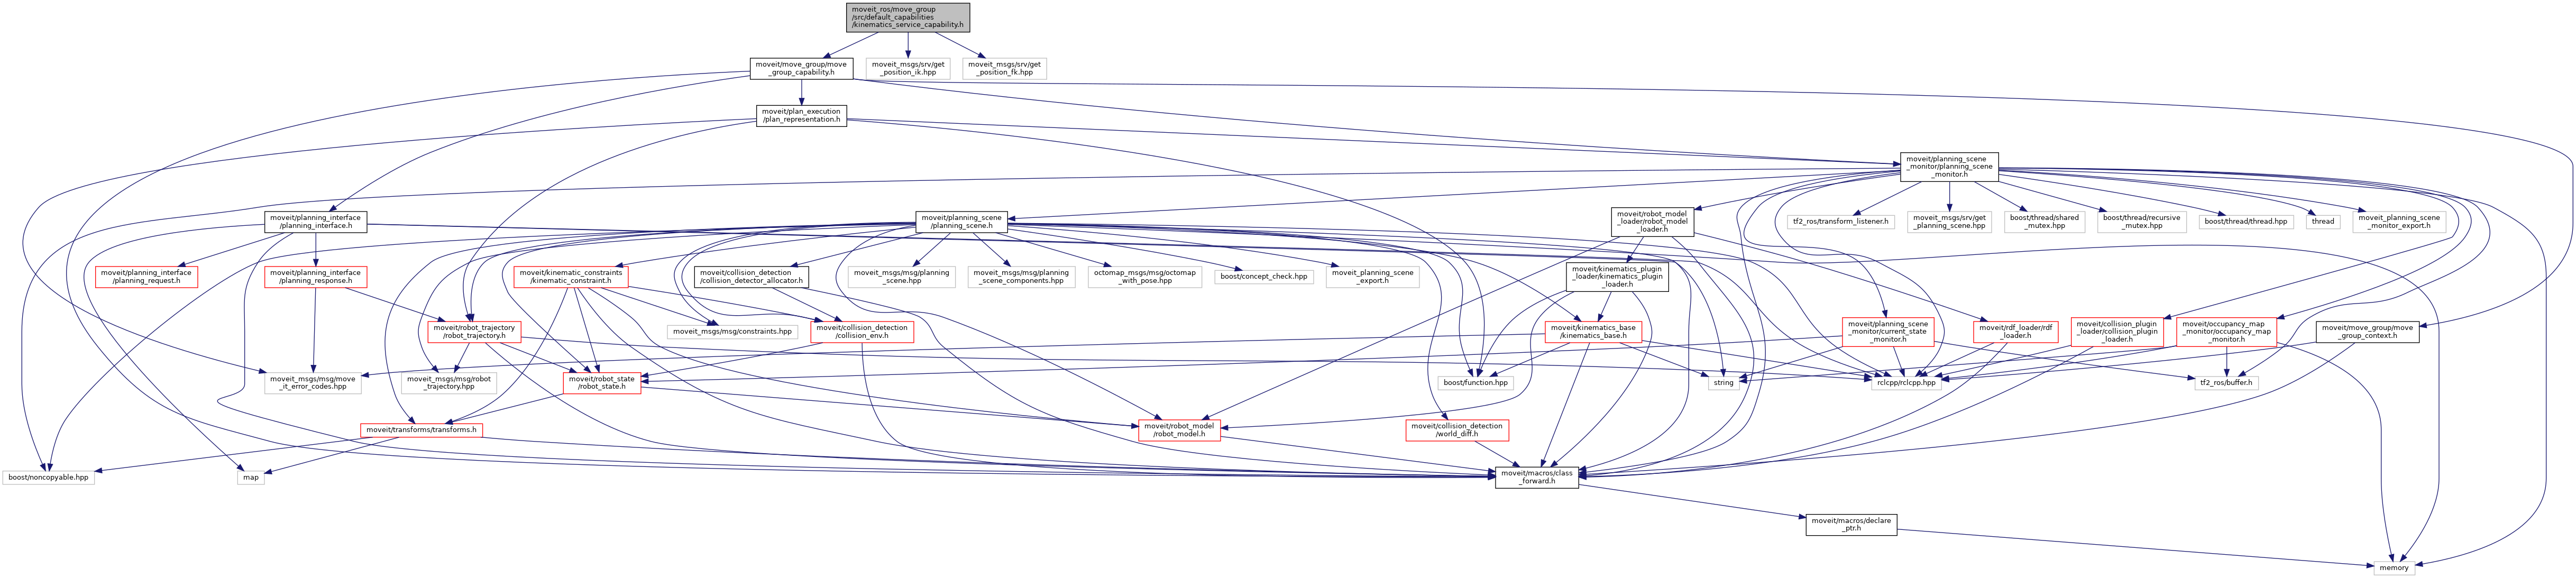 moveit_ros/move_group
/src/default_capabilities
/kinematics_service_capability.h
moveit/move_group/move
_group_capability.h
moveit_msgs/srv/get
_position_ik.hpp
moveit_msgs/srv/get
_position_fk.hpp
moveit/plan_execution
/plan_representation.h
moveit/planning_scene
_monitor/planning_scene
_monitor.h
moveit/planning_interface
/planning_interface.h
moveit/planning_scene
/planning_scene.h
moveit/robot_model
_loader/robot_model
_loader.h
tf2_ros/transform_listener.h
moveit_msgs/srv/get
_planning_scene.hpp
boost/thread/shared
_mutex.hpp
boost/thread/recursive
_mutex.hpp
boost/thread/thread.hpp
thread
moveit_planning_scene
_monitor_export.h
moveit/planning_interface
/planning_request.h
moveit/planning_interface
/planning_response.h
moveit/kinematic_constraints
/kinematic_constraint.h
moveit/collision_detection
/collision_detector_allocator.h
moveit_msgs/msg/planning
_scene.hpp
moveit_msgs/msg/planning
_scene_components.hpp
octomap_msgs/msg/octomap
_with_pose.hpp
boost/concept_check.hpp
moveit_planning_scene
_export.h
moveit/kinematics_plugin
_loader/kinematics_plugin
_loader.h
moveit/robot_trajectory
/robot_trajectory.h
moveit_msgs/msg/constraints.hpp
moveit/collision_detection
/collision_env.h
moveit/kinematics_base
/kinematics_base.h
moveit/planning_scene
_monitor/current_state
_monitor.h
moveit/rdf_loader/rdf
_loader.h
moveit/collision_plugin
_loader/collision_plugin
_loader.h
moveit/occupancy_map
_monitor/occupancy_map
_monitor.h
moveit/move_group/move
_group_context.h
moveit_msgs/msg/move
_it_error_codes.hpp
moveit_msgs/msg/robot
_trajectory.hpp
moveit/robot_state
/robot_state.h
boost/function.hpp
string
rclcpp/rclcpp.hpp
tf2_ros/buffer.h
moveit/transforms/transforms.h
moveit/robot_model
/robot_model.h
moveit/collision_detection
/world_diff.h
boost/noncopyable.hpp
map
moveit/macros/class
_forward.h
moveit/macros/declare
_ptr.h
memory